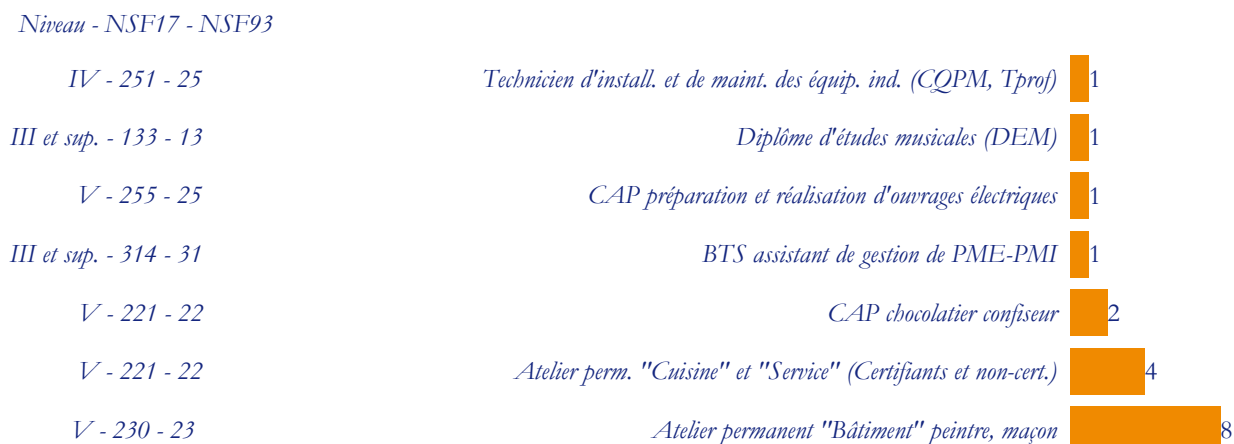 Niveau - NSF17 - NSF93
IV - 251 - 25 Technicien d'install. et de maint. des équip. ind. (CQPM, Tprof) 1
III et sup. - 133 - 13 Diplôme d'études musicales (DEM) 1
V - 255 - 25 CAP préparation et réalisation d'ouvrages électriques 1
III et sup. - 314 - 31 BTS assistant de gestion de PME-PMI 1
V - 221 - 22 CAP chocolatier confiseur 2
V - 221 - 22 Atelier perm. "Cuisine" et "Service" (Certifiants et non-cert.) 4
V - 230 - 23 Atelier permanent "Bâtiment" peintre, maçon 8